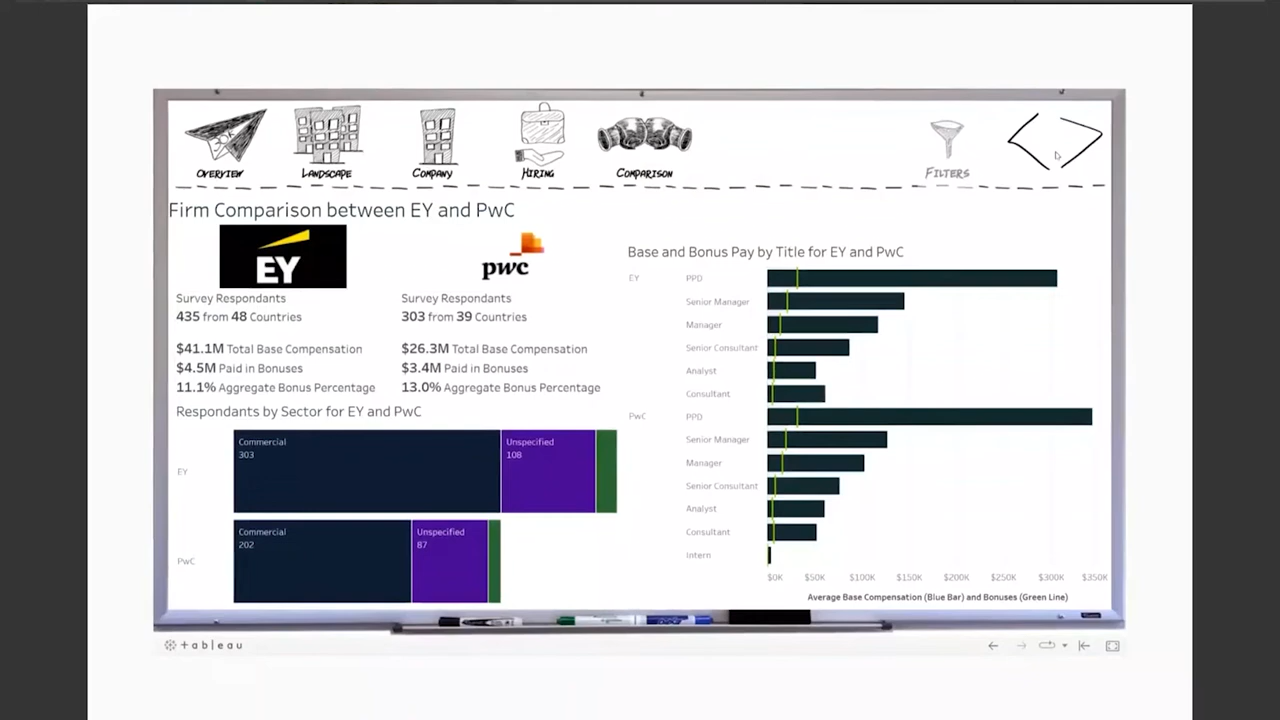 OVERVIEW
LANDSCAPE
COMPANY
HIRING
COMPARISON
FILTERS
Firm Comparison between EY and PwC
EY
pwc
Survey Respondants
435 from 48 Countries
$41.1M Total Base Compensation
$4.5M Paid in Bonuses
11.1% Aggregate Bonus Percentage
Survey Respondants
303 from 39 Countries
$26.3M Total Base Compensation
$3.4M Paid in Bonuses
13.0% Aggregate Bonus Percentage
Respondants by Sector for EY and PwC
EY
Commercial
303
Unspecified
108
PwC
Commercial
202
Unspecified
87
Base and Bonus Pay by Title for EY and PwC
EY
PPD
Senior Manager
Manager
Senior Consultant
Analyst
Consultant
PwC
PPD
Senior Manager
Manager
Senior Consultant
Analyst
Consultant
Intern
$0K $50K $100K $150K $200K $250K $300K $350K
Average Base Compensation (Blue Bar) and Bonuses (Green Line)
+ableau